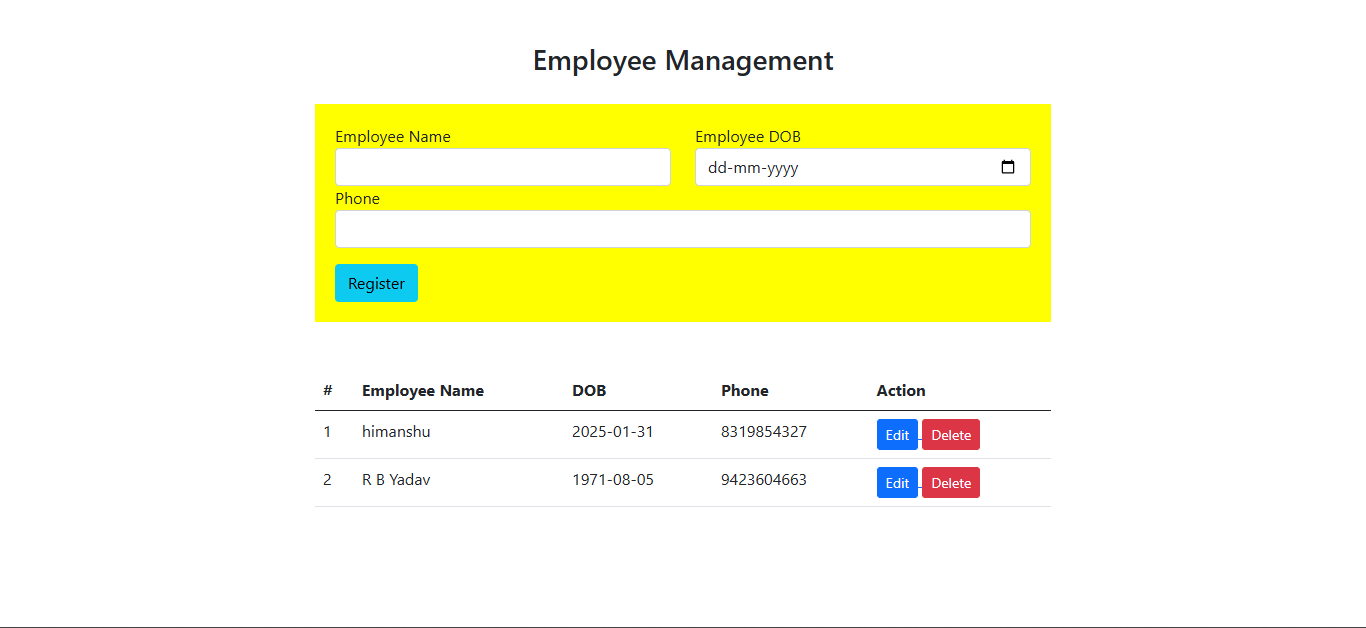 Employee Management
Employee Name Employee DOB
dd-mm-yyyy
Phone
Register
# Employee Name DOB Phone Action
1 himanshu 2025-01-31 8319854327 Edit Delete
2 R B Yadav 1971-08-05 9423604663 Edit Delete